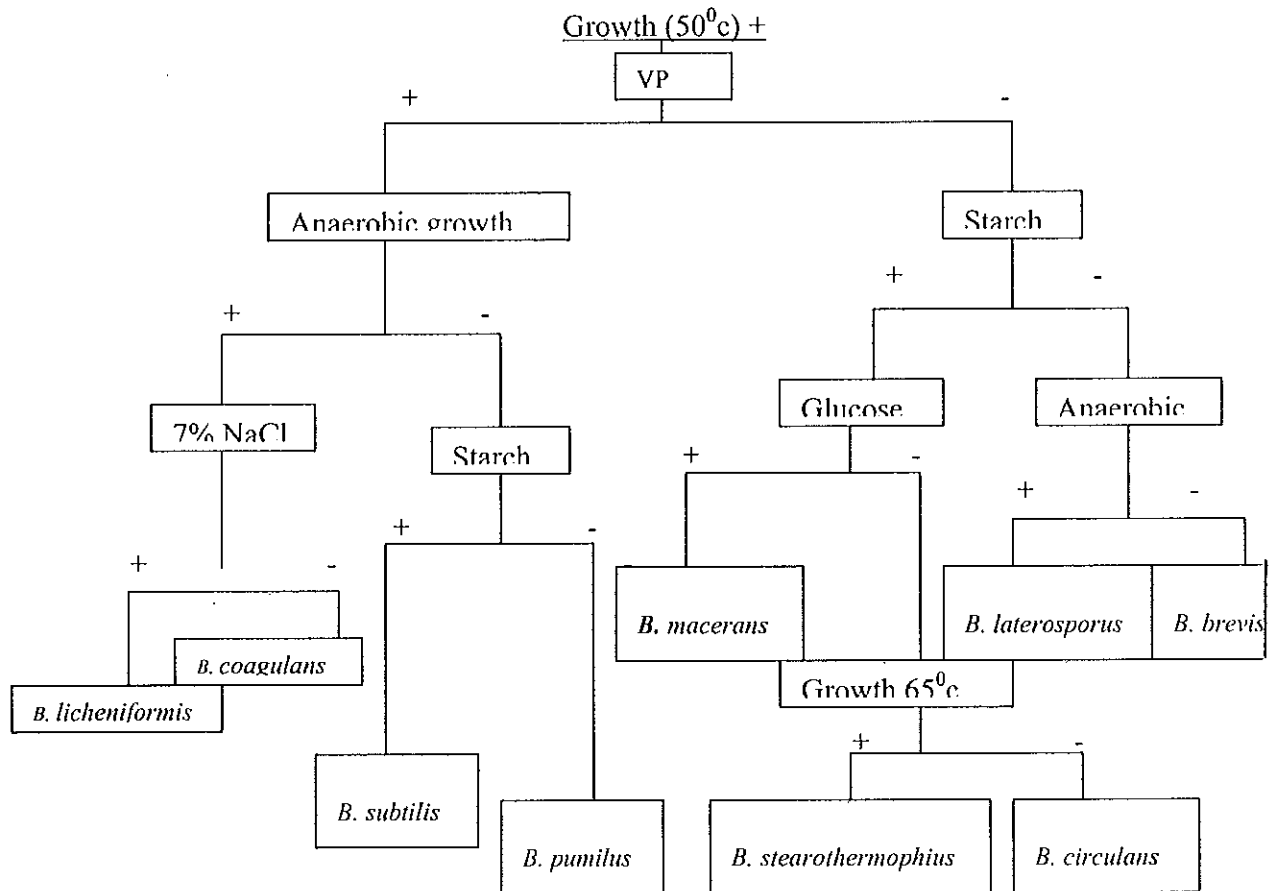 Growth (50⁰c) +
VP
+ -
Anaerobic growth
Starch
+ -
+ -
Glucose
Anaerobic
7% NaCl
Starch
+ -
+ -
+ -
+ -
B. macerans
B. laterosporus
B. brevis
B. coagulans
Growth 65⁰c
B. licheniformis
+ -
B. subtilis
B. pumilus
B. stearothermophius
B. circulans